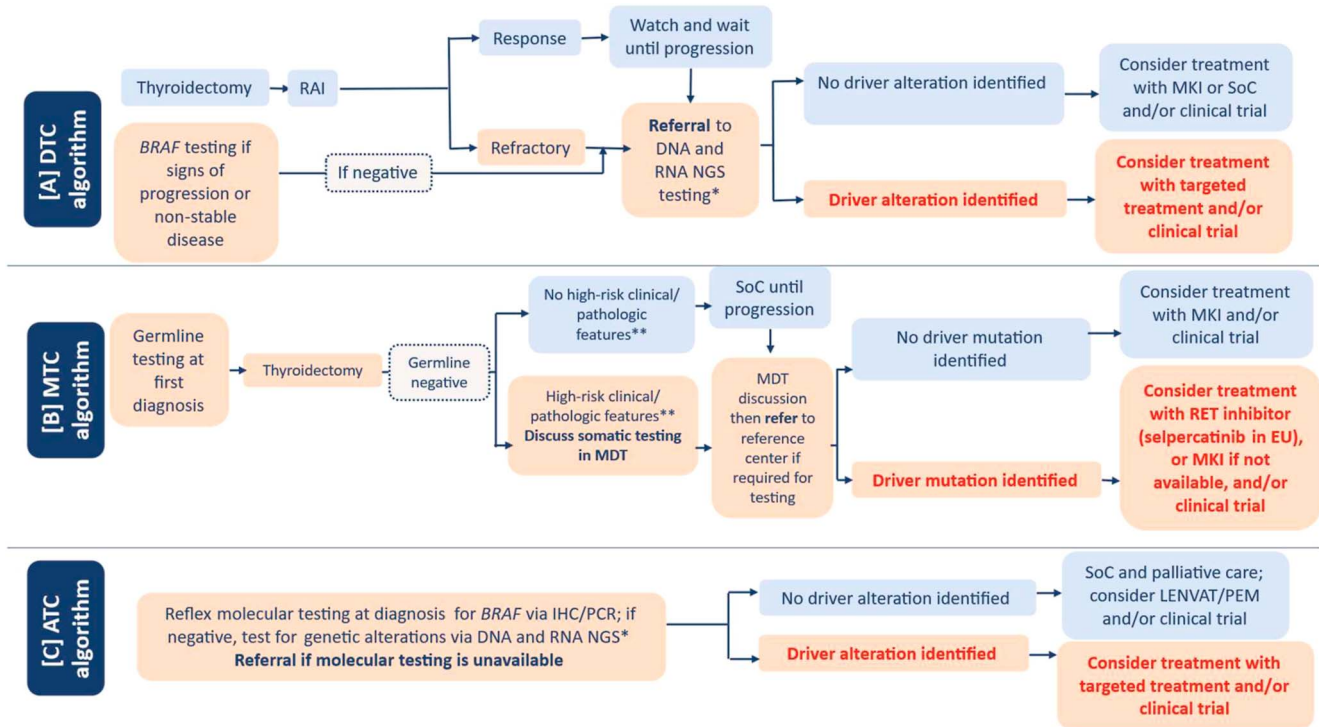 [A] DTC
algorithm
Thyroidectomy
RAI
Response
Watch and wait
until progression
Refractory
BRAF testing if
signs of
progression or
non-stable
disease
If negative
Referral to
DNA and
RNA NGS
testing*
No driver alteration identified
Consider treatment
with MKI or SoC
and/or clinical trial
Driver alteration identified
Consider treatment
with targeted
treatment and/or
clinical trial
[B] MTC
algorithm
Germline
testing at
first
diagnosis
Thyroidectomy
Germline
negative
No high-risk clinical/
pathologic
features**
SoC until
progression
High-risk clinical/
pathologic features**
Discuss somatic testing
in MDT
MDT
discussion
then refer to
reference
center if
required for
testing
No driver mutation
identified
Consider treatment
with MKI and/or
clinical trial
Driver mutation identified
Consider treatment
with RET inhibitor
(selpercatinib in EU),
or MKI if not
available, and/or
clinical trial
[C] ATC
algorithm
Reflex molecular testing at diagnosis for BRAF via IHC/PCR; if
negative, test for genetic alterations via DNA and RNA NGS*
Referral if molecular testing is unavailable
No driver alteration identified
SoC and palliative care;
consider LENVAT/PEM
and/or clinical trial
Driver alteration identified
Consider treatment with
targeted treatment and/or
clinical trial